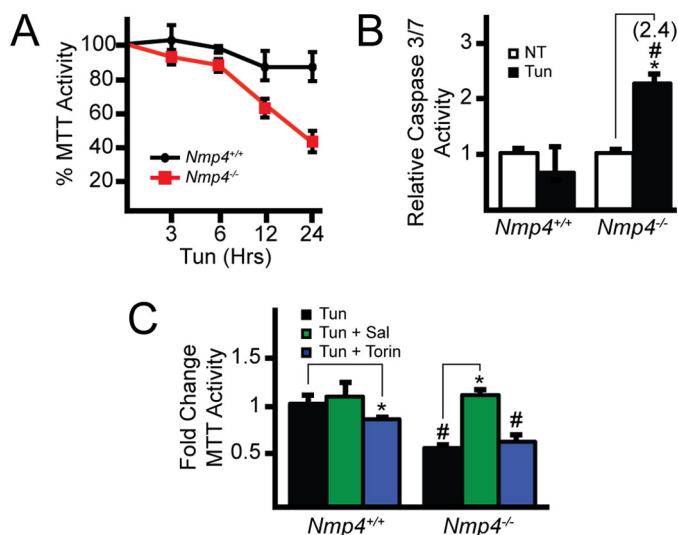 A
% MTT Activity
100
80
60
40
20
Nmp4+/+
Nmp4-/-
3
6
12
24
Tun (Hrs)
B
Relative Caspase 3/7
Activity
3
2
1
NT
Tun
(2.4)
#
*
Nmp4+/+
Nmp4-/-
C
Tun
Tun + Sal
Tun + Torin
Fold Change
MTT Activity
1.5
1
0.5
*
#
*
#
Nmp4+/+
Nmp4-/-